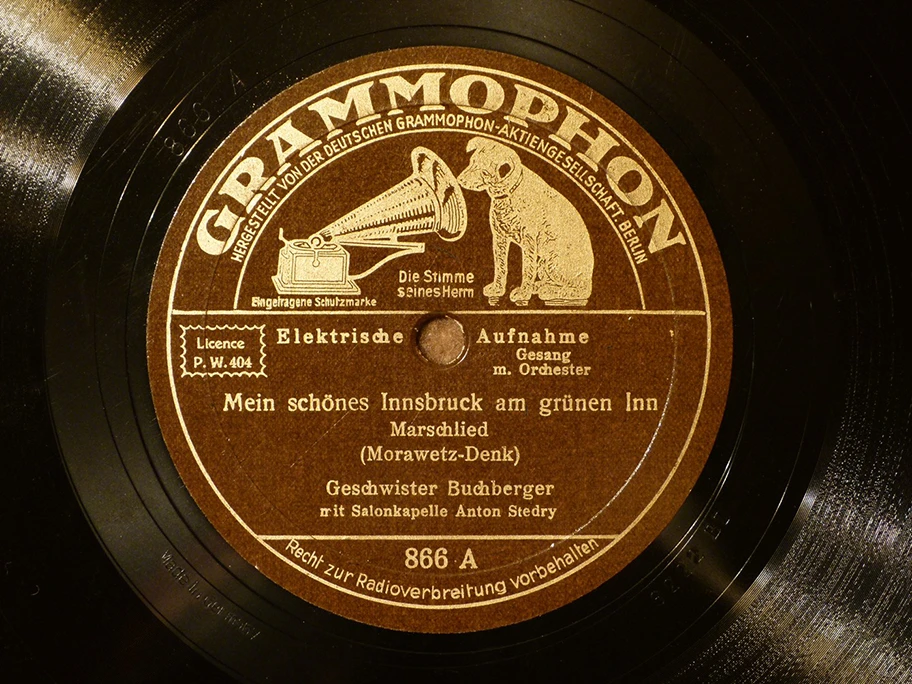 866 A
GRAMMOPHON
HERGESTELLT VON DER DEUTSCHEN GRAMMOPHON-AKTIENGESELLSCHAFT. BERLIN
Die Stimme
seines Herrn
Eingetragene Schutzmarke
Licence
P. W. 404
Elektrische Aufnahme
Gesang
m. Orchester
Mein schönes Innsbruck am grünen Inn
Marschlied
(Morawetz-Denk)
Geschwister Buchberger
mit Salonkapelle Anton Stedry
866 A
Recht zur Radioverbreitung vorbehalten